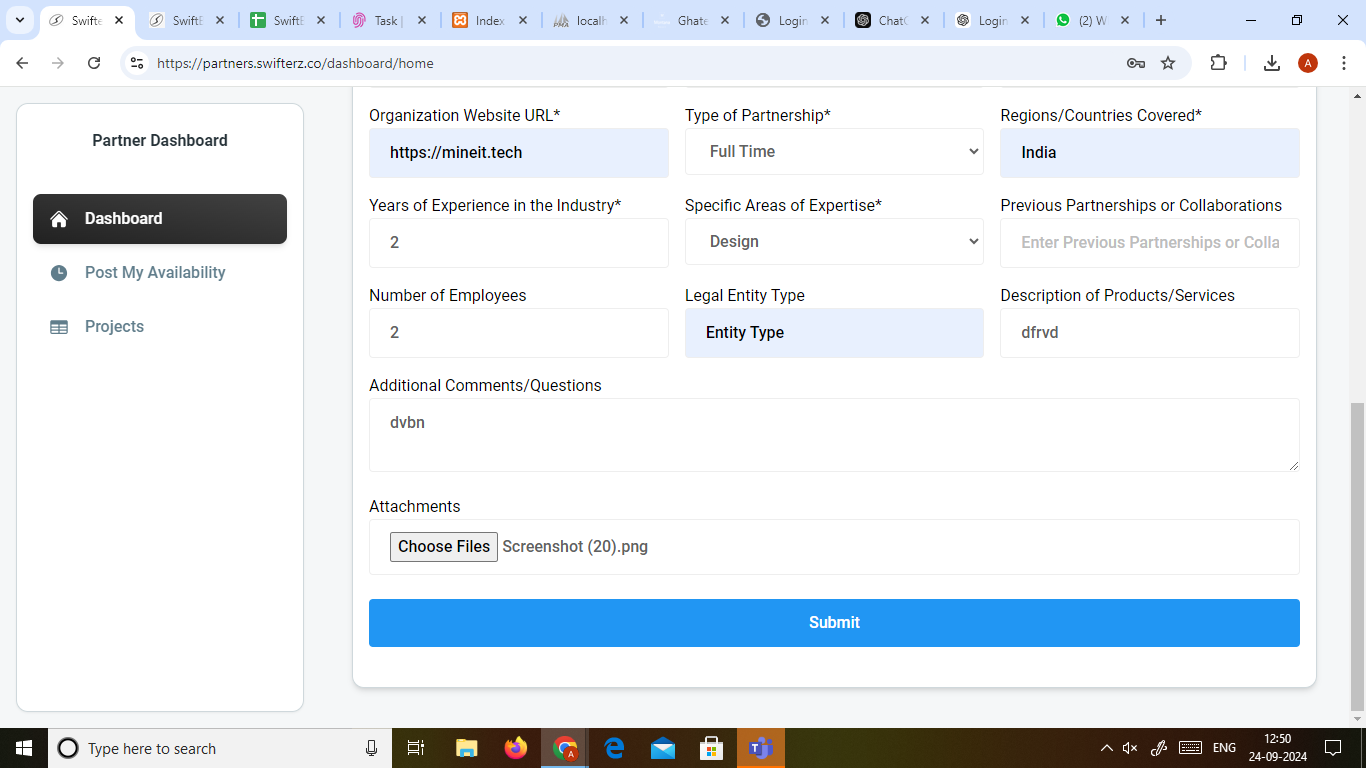 Swifte
SwiftE
SwiftE
Task |
Index
localh
Ghate
Login
ChatG
Login
(2) W
https://partners.swifterz.co/dashboard/home
A
Partner Dashboard
Dashboard
Post My Availability
Projects
Organization Website URL*
Type of Partnership*
Regions/Countries Covered*
https://mineit.tech
Full Time
India
Years of Experience in the Industry*
Specific Areas of Expertise*
Previous Partnerships or Collaborations
2
Design
Enter Previous Partnerships or Colla
Number of Employees
Legal Entity Type
Description of Products/Services
2
Entity Type
dfrvd
Additional Comments/Questions
dvbn
Attachments
Choose Files Screenshot (20).png
Submit
Type here to search
ENG
12:50
24-09-2024